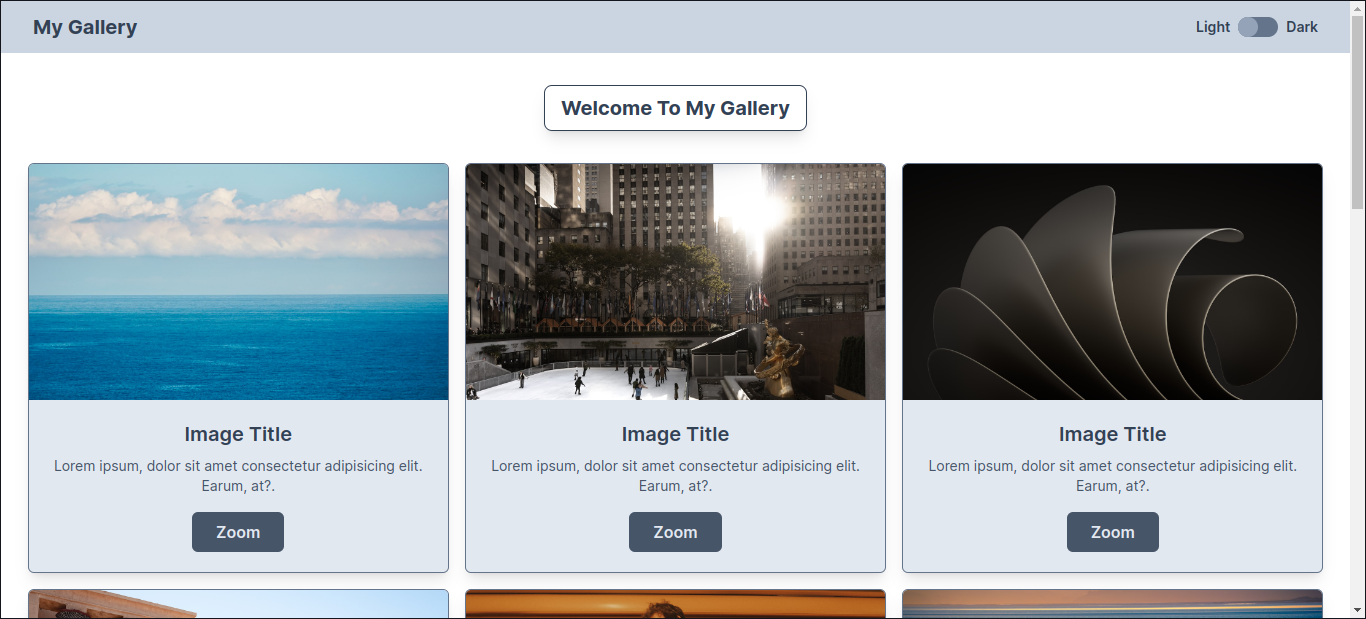 My Gallery
Light Dark
Welcome To My Gallery
Image Title
Lorem ipsum, dolor sit amet consectetur adipisicing elit.
Earum, at?.
Zoom
Image Title
Lorem ipsum, dolor sit amet consectetur adipisicing elit.
Earum, at?.
Zoom
Image Title
Lorem ipsum, dolor sit amet consectetur adipisicing elit.
Earum, at?.
Zoom